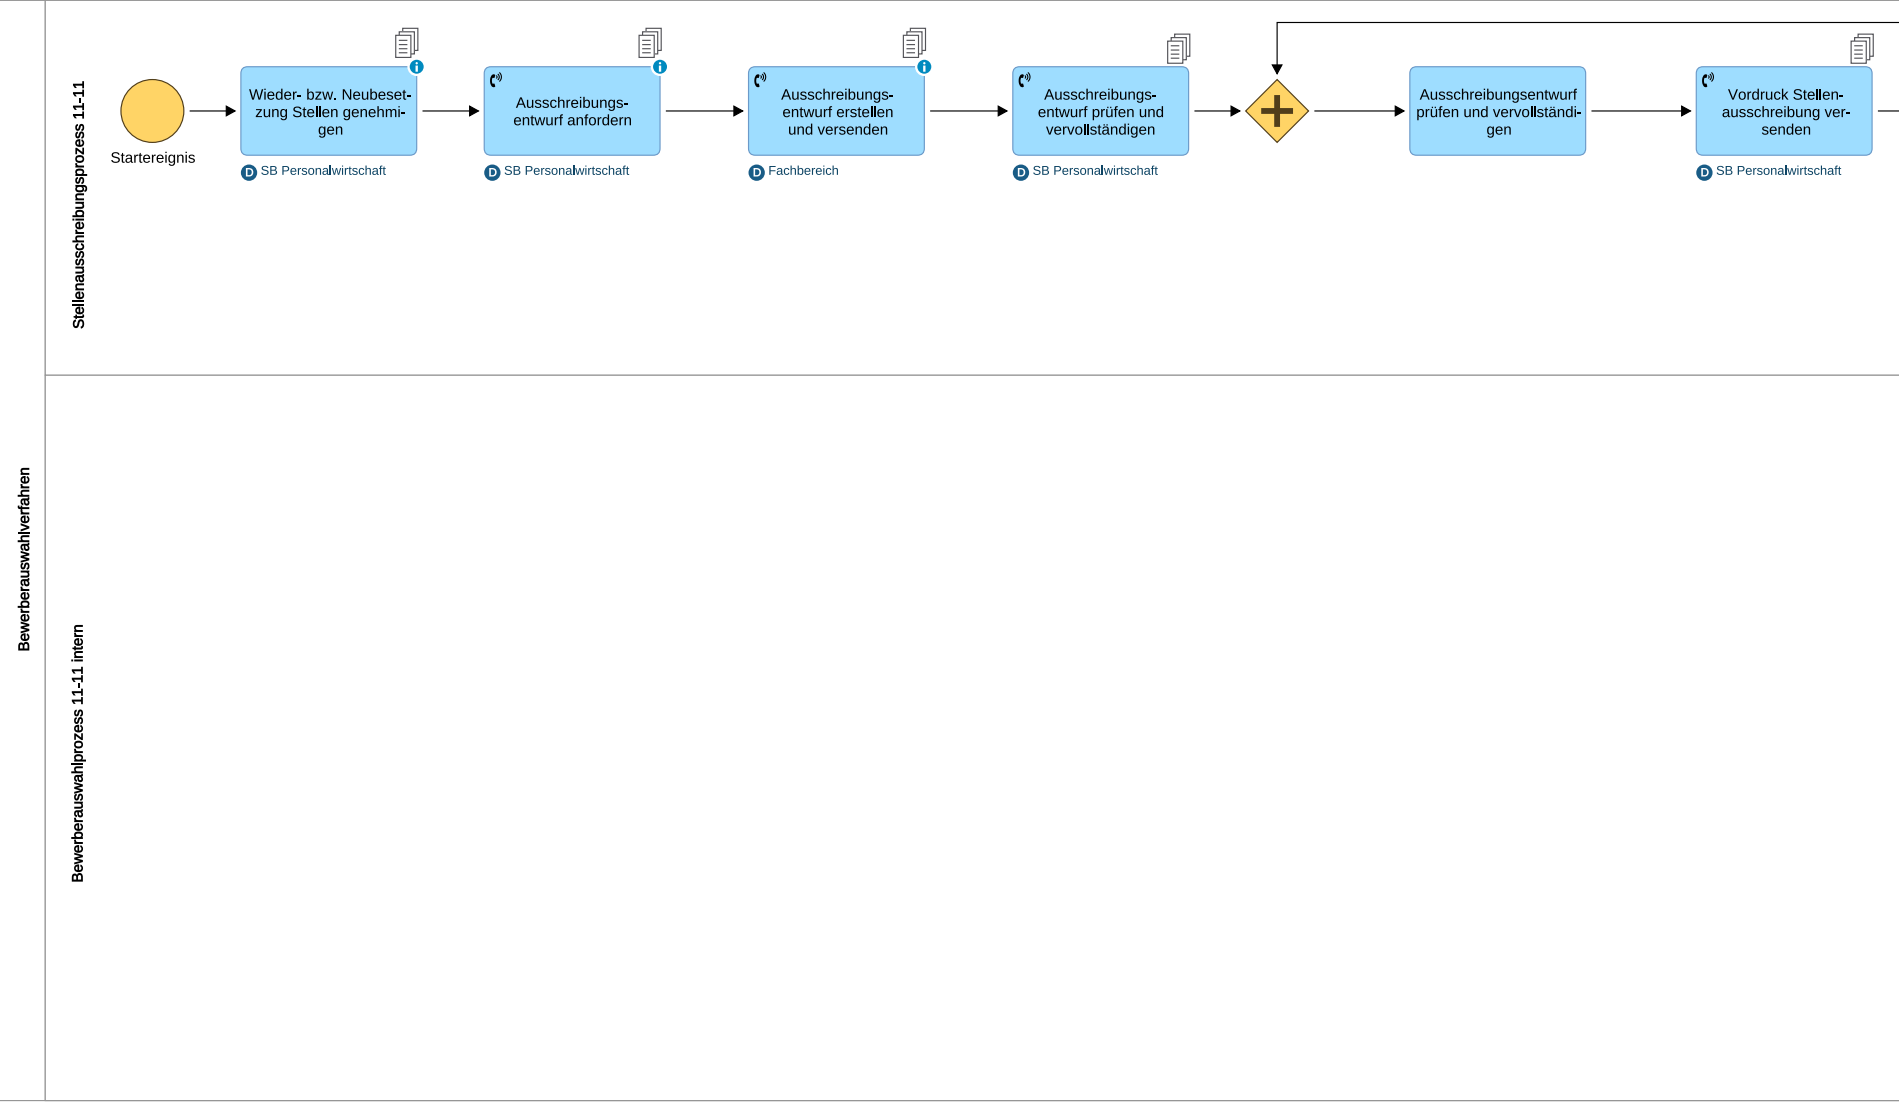 Bewerberauswahlverfahren
Stellenausschreibungsprozess 11-11
Startereignis
Wieder- bzw. Neubeset-
zung Stellen genehmi-
gen
D SB Personalwirtschaft
Ausschreibungs-
entwurf anfordern
D SB Personalwirtschaft
Ausschreibungs-
entwurf erstellen
und versenden
D Fachbereich
Ausschreibungs-
entwurf prüfen und
vervollständigen
D SB Personalwirtschaft
Ausschreibungsentwurf
prüfen und vervollständi-
gen
Vordruck Stellen-
ausschreibung ver-
senden
D SB Personalwirtschaft
Bewerberauswahlprozess 11-11 intern